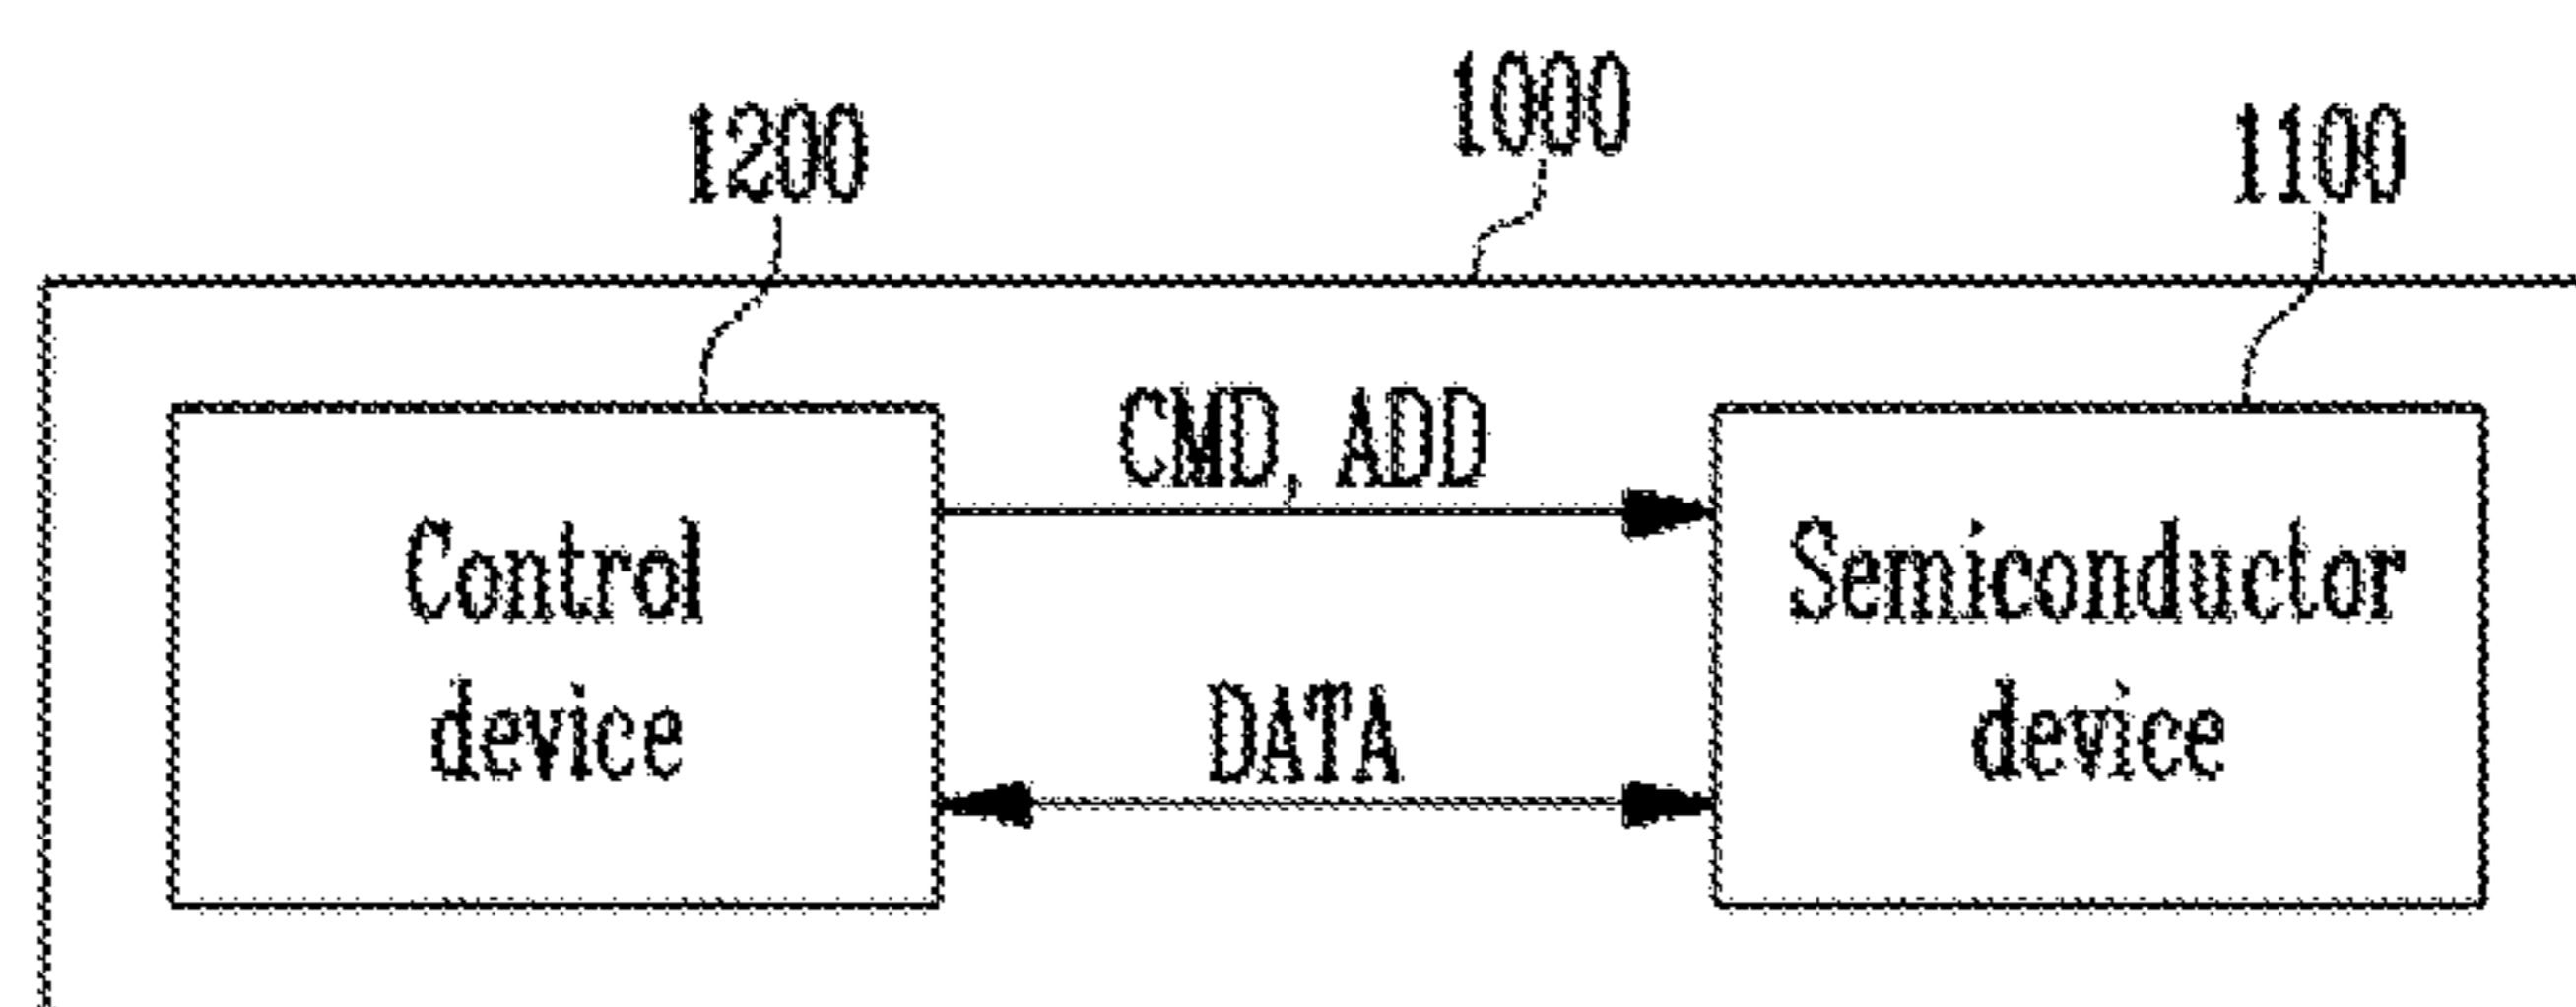 1000
1200
1100
CMD, ADD
Control
device
Semiconductor
device
DATA